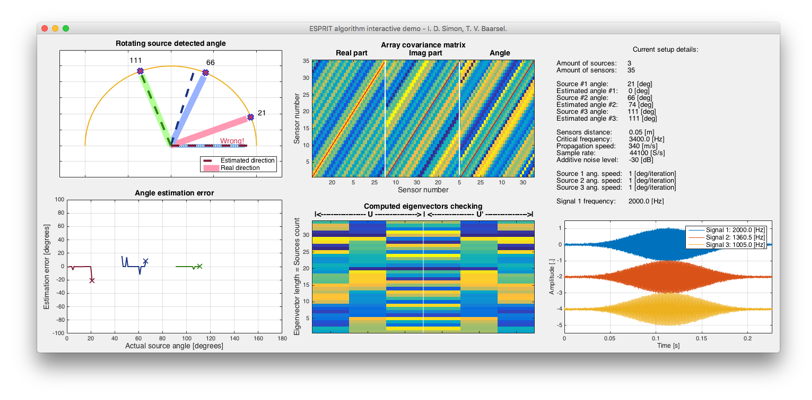 ESPRIT algorithm interactive demo - I. D. Simon, T. V. Baarsel.
Rotating source detected angle
111
66
21
Wrong!
Estimated direction
Real direction
Array covariance matrix
Real part Imag part Angle
Sensor number
35
30
25
20
15
10
5
20 5 10 30 20 5 10 30
Sensor number
Current setup details:
Amount of sources: 3
Amount of sensors: 35
Source #1 angle: 21 [deg]
Estimated angle #1: 0 [deg]
Source #2 angle: 66 [deg]
Estimated angle #2: 74 [deg]
Source #3 angle: 111 [deg]
Estimated angle #3: 111 [deg]
Sensors distance: 0.05 [m]
Critical frequency: 3400.0 [Hz]
Propagation speed: 340 [m/s]
Sample rate: 44100 [S/s]
Additive noise level: -30 [dB]
Source 1 ang. speed: 1 [deg/iteration]
Source 2 ang. speed: 1 [deg/iteration]
Source 3 ang. speed: 1 [deg/iteration]
Signal 1 frequency: 2000.0 [Hz]
Angle estimation error
Estimation error [degrees]
100
80
60
40
20
0
-20
-40
-60
-80
-100
0 20 40 60 80 100 120 140 160 180
Actual source angle [degrees]
Computed eigenvectors checking
|<---------------- U --------------->| <---------------- U' --------------->|
Eigenvector length = Sources count
30
25
20
15
10
5
Signal 1: 2000.0 [Hz]
Signal 2: 1360.5 [Hz]
Signal 3: 1005.0 [Hz]
Amplitude [.]
1
0
-1
-2
-3
-4
-5
0 0.05 0.1 0.15 0.2
Time [s]